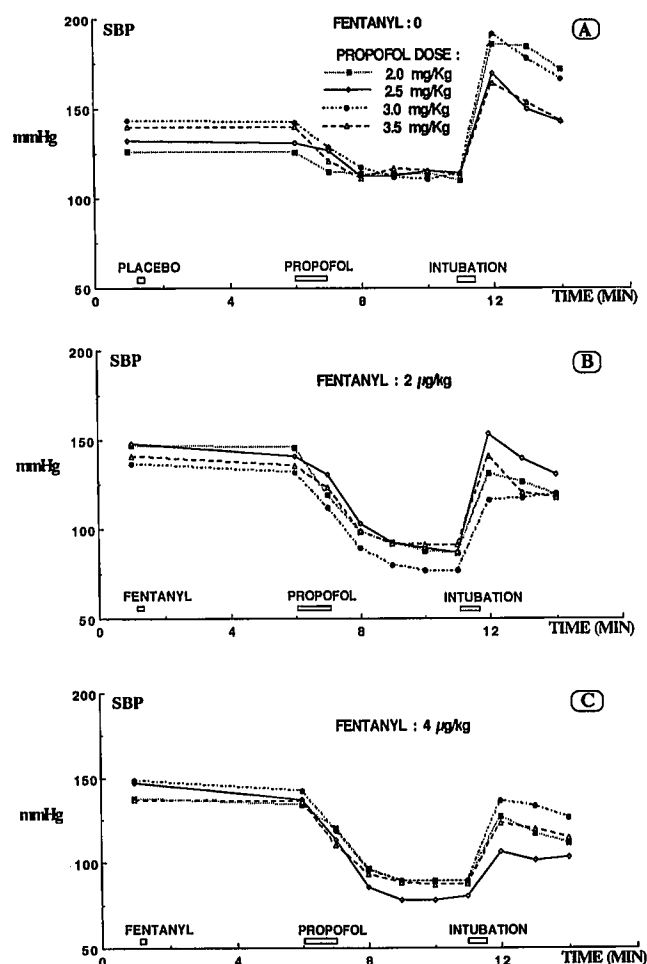 SBP
FENTANYL : 0
A
200
PROPOFOL DOSE :
2.0 mg/Kg
2.5 mg/Kg
3.0 mg/Kg
3.5 mg/Kg
150
mmHg
100
PLACEBO PROPOFOL INTUBATION
50
0 4 8 12 TIME (MIN)
SBP
B
200
FENTANYL : 2 µg/kg
150
mmHg
100
FENTANYL PROPOFOL INTUBATION
50
0 4 8 12 TIME (MIN)
200
SBP
C
FENTANYL : 4 µg/kg
150
mmHg
100
FENTANYL PROPOFOL INTUBATION
50
0 4 8 12 TIME (MIN)